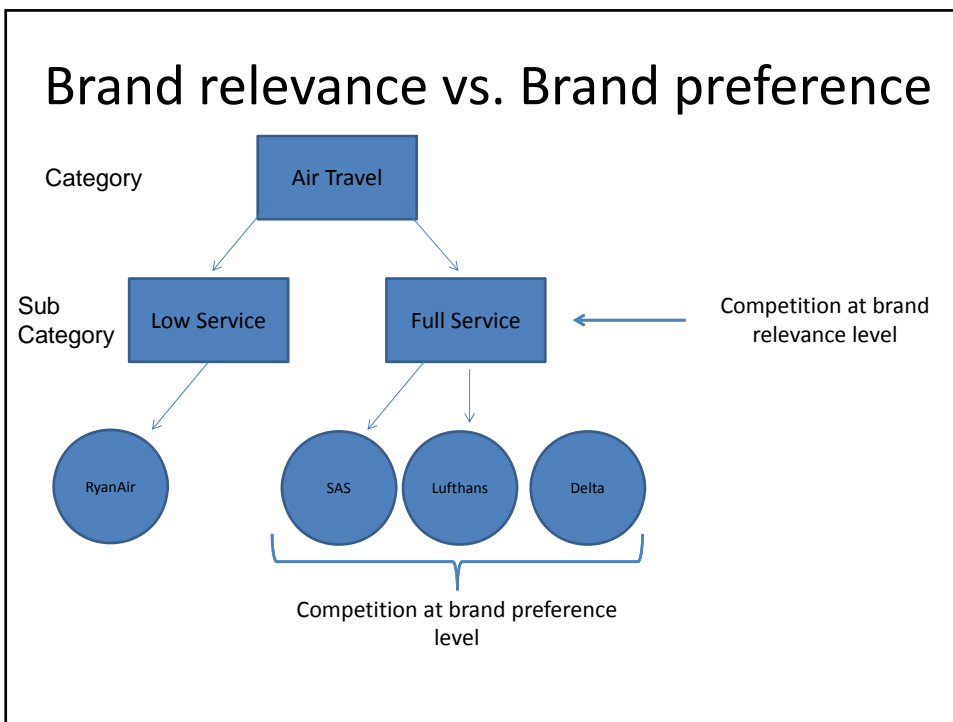 Brand relevance vs. Brand preference
Category
Air Travel
Sub
Category
Low Service
Full Service
Competition at brand
relevance level
RyanAir
SAS
Lufthans
Delta
Competition at brand preference
level